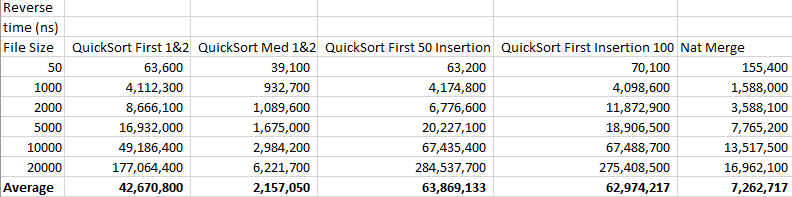 Reverse
time (ns)
File Size QuickSort First 1&2 QuickSort Med 1&2 QuickSort First 50 Insertion QuickSort First Insertion 100 Nat Merge
50 63,600 39,100 63,200 70,100 155,400
1000 4,112,300 932,700 4,174,800 4,098,600 1,588,000
2000 8,666,100 1,089,600 6,776,600 11,872,900 3,588,100
5000 16,932,000 1,675,000 20,227,100 18,906,500 7,765,200
10000 49,186,400 2,984,200 67,435,400 67,488,700 13,517,500
20000 177,064,400 6,221,700 284,537,700 275,408,500 16,962,100
Average 42,670,800 2,157,050 63,869,133 62,974,217 7,262,717